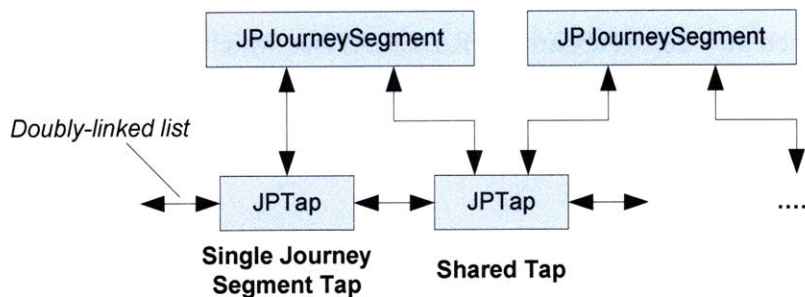 JPJourneySegment
JPJourneySegment
Doubly-linked list
JPTap
JPTap
....
Single Journey
Segment Tap
Shared Tap